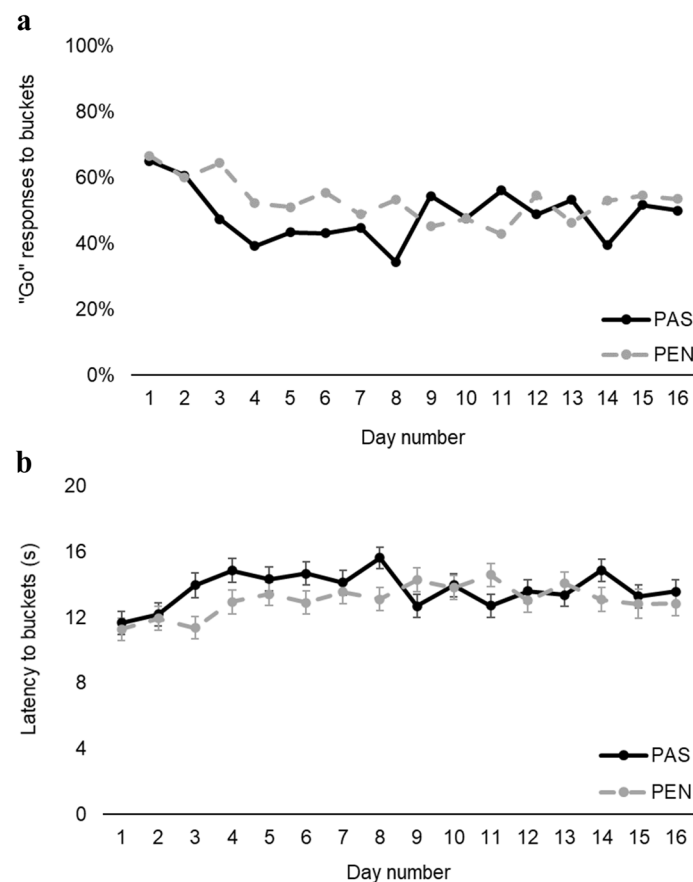 a
100%
80%
60%
40%
20%
0%
"Go" responses to buckets
PAS
PEN
1 2 3 4 5 6 7 8 9 10 11 12 13 14 15 16
Day number
b
20
16
12
8
4
0
Latency to buckets (s)
PAS
PEN
1 2 3 4 5 6 7 8 9 10 11 12 13 14 15 16
Day number